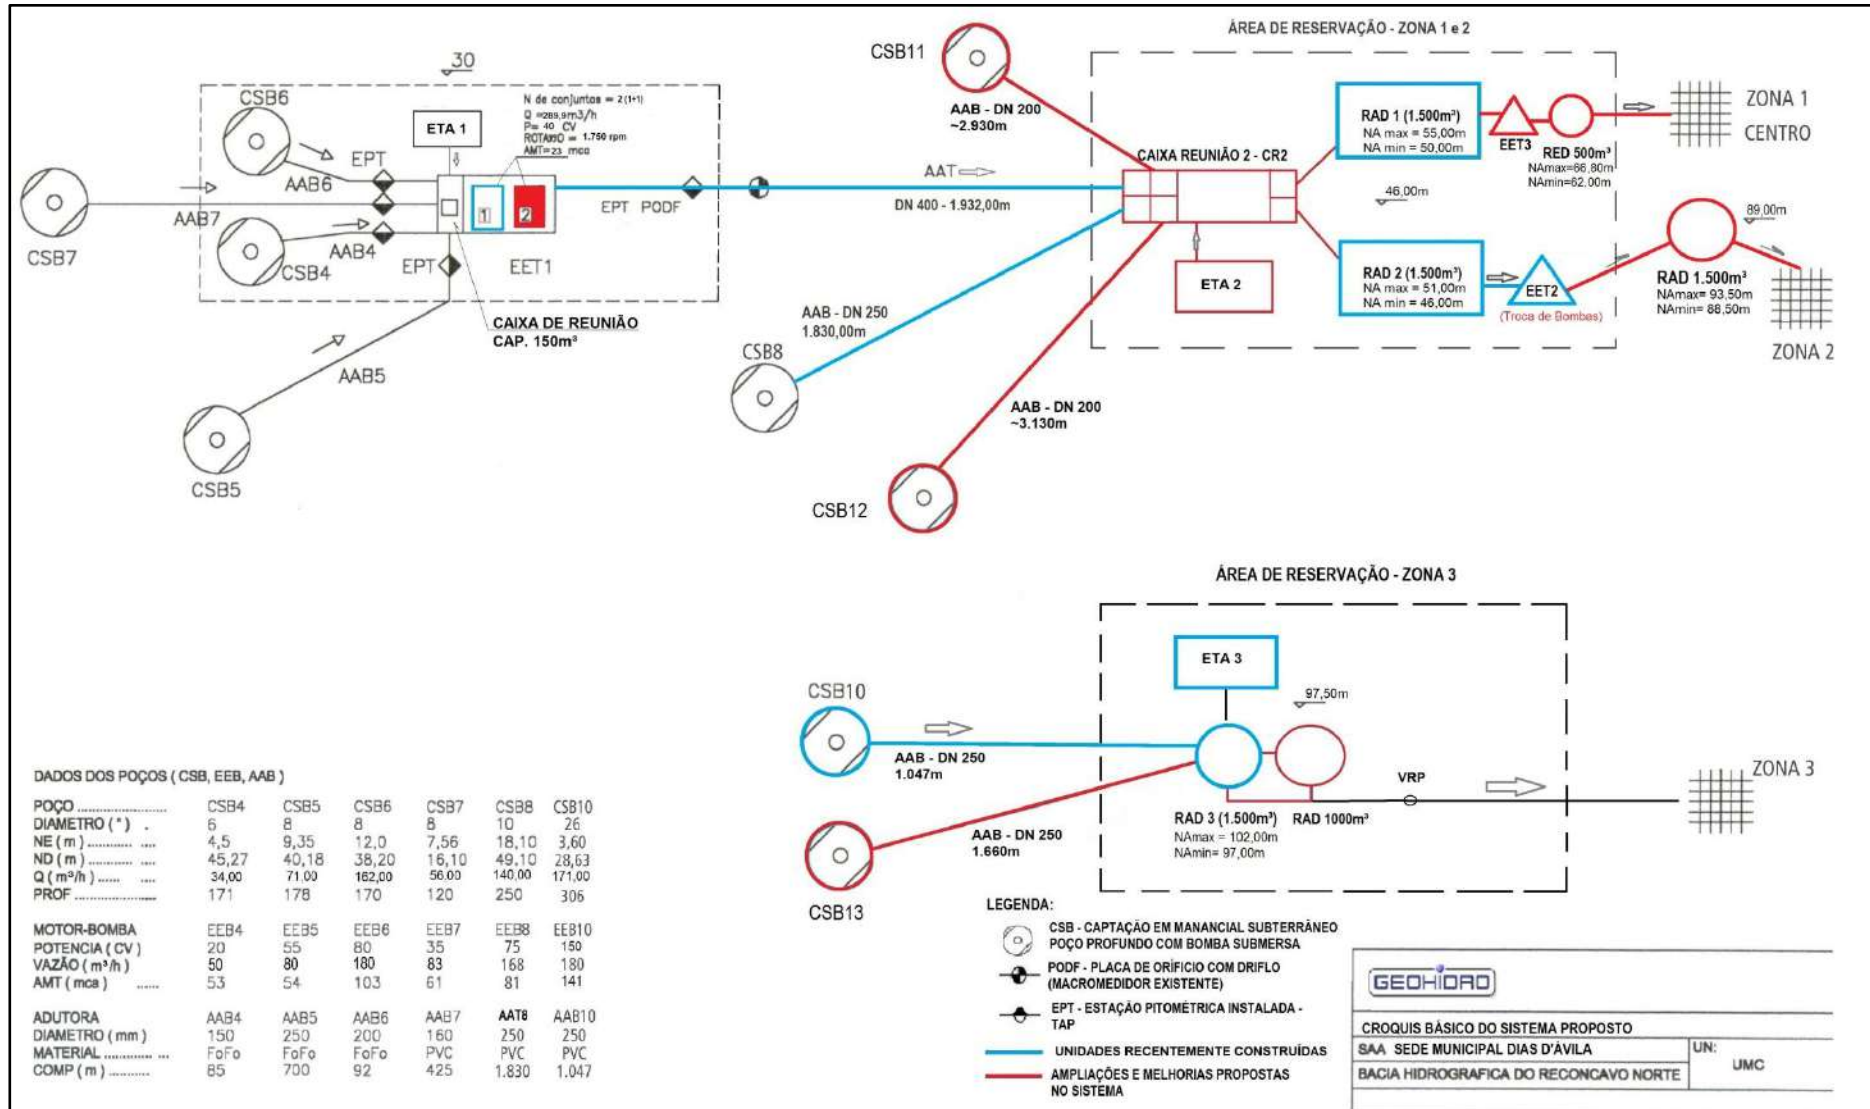 30
CSB6
ETA 1
N de conjuntos = 2 (1+1)
Q =289,9m3/h
P= 40 CV
ROTAÇÃO = 1.750 rpm
AMT=23 mca
EPT
AAB6
AAB7
CSB7
AAB4
CSB4
1
2
EPT
EET1
EPT PODF
CAIXA DE REUNIÃO
CAP. 150m³
AAB5
CSB5
AAT
DN 400 - 1.932,00m
CSB11
AAB - DN 200
~2.930m
ÁREA DE RESERVAÇÃO - ZONA 1 e 2
CAIXA REUNIÃO 2 - CR2
RAD 1 (1.500m³)
NA max = 55,00m
NA min = 50,00m
EET3
RED 500m³
NAmax=66,80m
NAmin=62,00m
ZONA 1
CENTRO
46,00m
ETA 2
RAD 2 (1.500m³)
NA max = 51,00m
NA min = 46,00m
EET2
(Troca de Bombas)
89,00m
RAD 1.500m³
NAmax= 93,50m
NAmin= 88,50m
ZONA 2
AAB - DN 250
1.830,00m
CSB8
AAB - DN 200
~3.130m
CSB12
ÁREA DE RESERVAÇÃO - ZONA 3
ETA 3
97,50m
CSB10
AAB - DN 250
1.047m
VRP
ZONA 3
RAD 3 (1.500m³) RAD 1000m³
NAmax = 102,00m
NAmin= 97,00m
AAB - DN 250
1.660m
CSB13
DADOS DOS POÇOS ( CSB, EEB, AAB )
POÇO .................... CSB4 CSB5 CSB6 CSB7 CSB8 CSB10
DIAMETRO ( " ) . 6 8 8 8 10 26
NE ( m ) ............ .... 4,5 9,35 12,0 7,56 18,10 3,60
ND ( m ) ............ .... 45,27 40,18 38,20 16,10 49,10 28,63
Q ( m³/h ) ...... .... 34,00 71,00 162,00 56,00 140,00 171,00
PROF .................... 171 178 170 120 250 306
MOTOR-BOMBA EEB4 EEB5 EEB6 EEB7 EEB8 EEB10
POTENCIA ( CV ) 20 55 80 35 75 150
VAZÃO ( m³/h ) 50 80 180 83 168 180
AMT ( mca ) ...... 53 54 103 61 81 141
ADUTORA AAB4 AAB5 AAB6 AAB7 AAT8 AAB10
DIAMETRO ( mm ) 150 250 200 160 250 250
MATERIAL ............. ... FoFo FoFo FoFo PVC PVC PVC
COMP ( m ) ........... 85 700 92 425 1.830 1.047
LEGENDA:
CSB - CAPTAÇÃO EM MANANCIAL SUBTERRÂNEO
POÇO PROFUNDO COM BOMBA SUBMERSA
PODF - PLACA DE ORÍFICIO COM DRIFLO
(MACROMEDIDOR EXISTENTE)
EPT - ESTAÇÃO PITOMÉTRICA INSTALADA -
TAP
UNIDADES RECENTEMENTE CONSTRUÍDAS
AMPLIAÇÕES E MELHORIAS PROPOSTAS
NO SISTEMA
GEOHIDRO
CROQUIS BÁSICO DO SISTEMA PROPOSTO
SAA SEDE MUNICIPAL DIAS D'ÁVILA
BACIA HIDROGRAFICA DO RECONCAVO NORTE
UN:
UMC